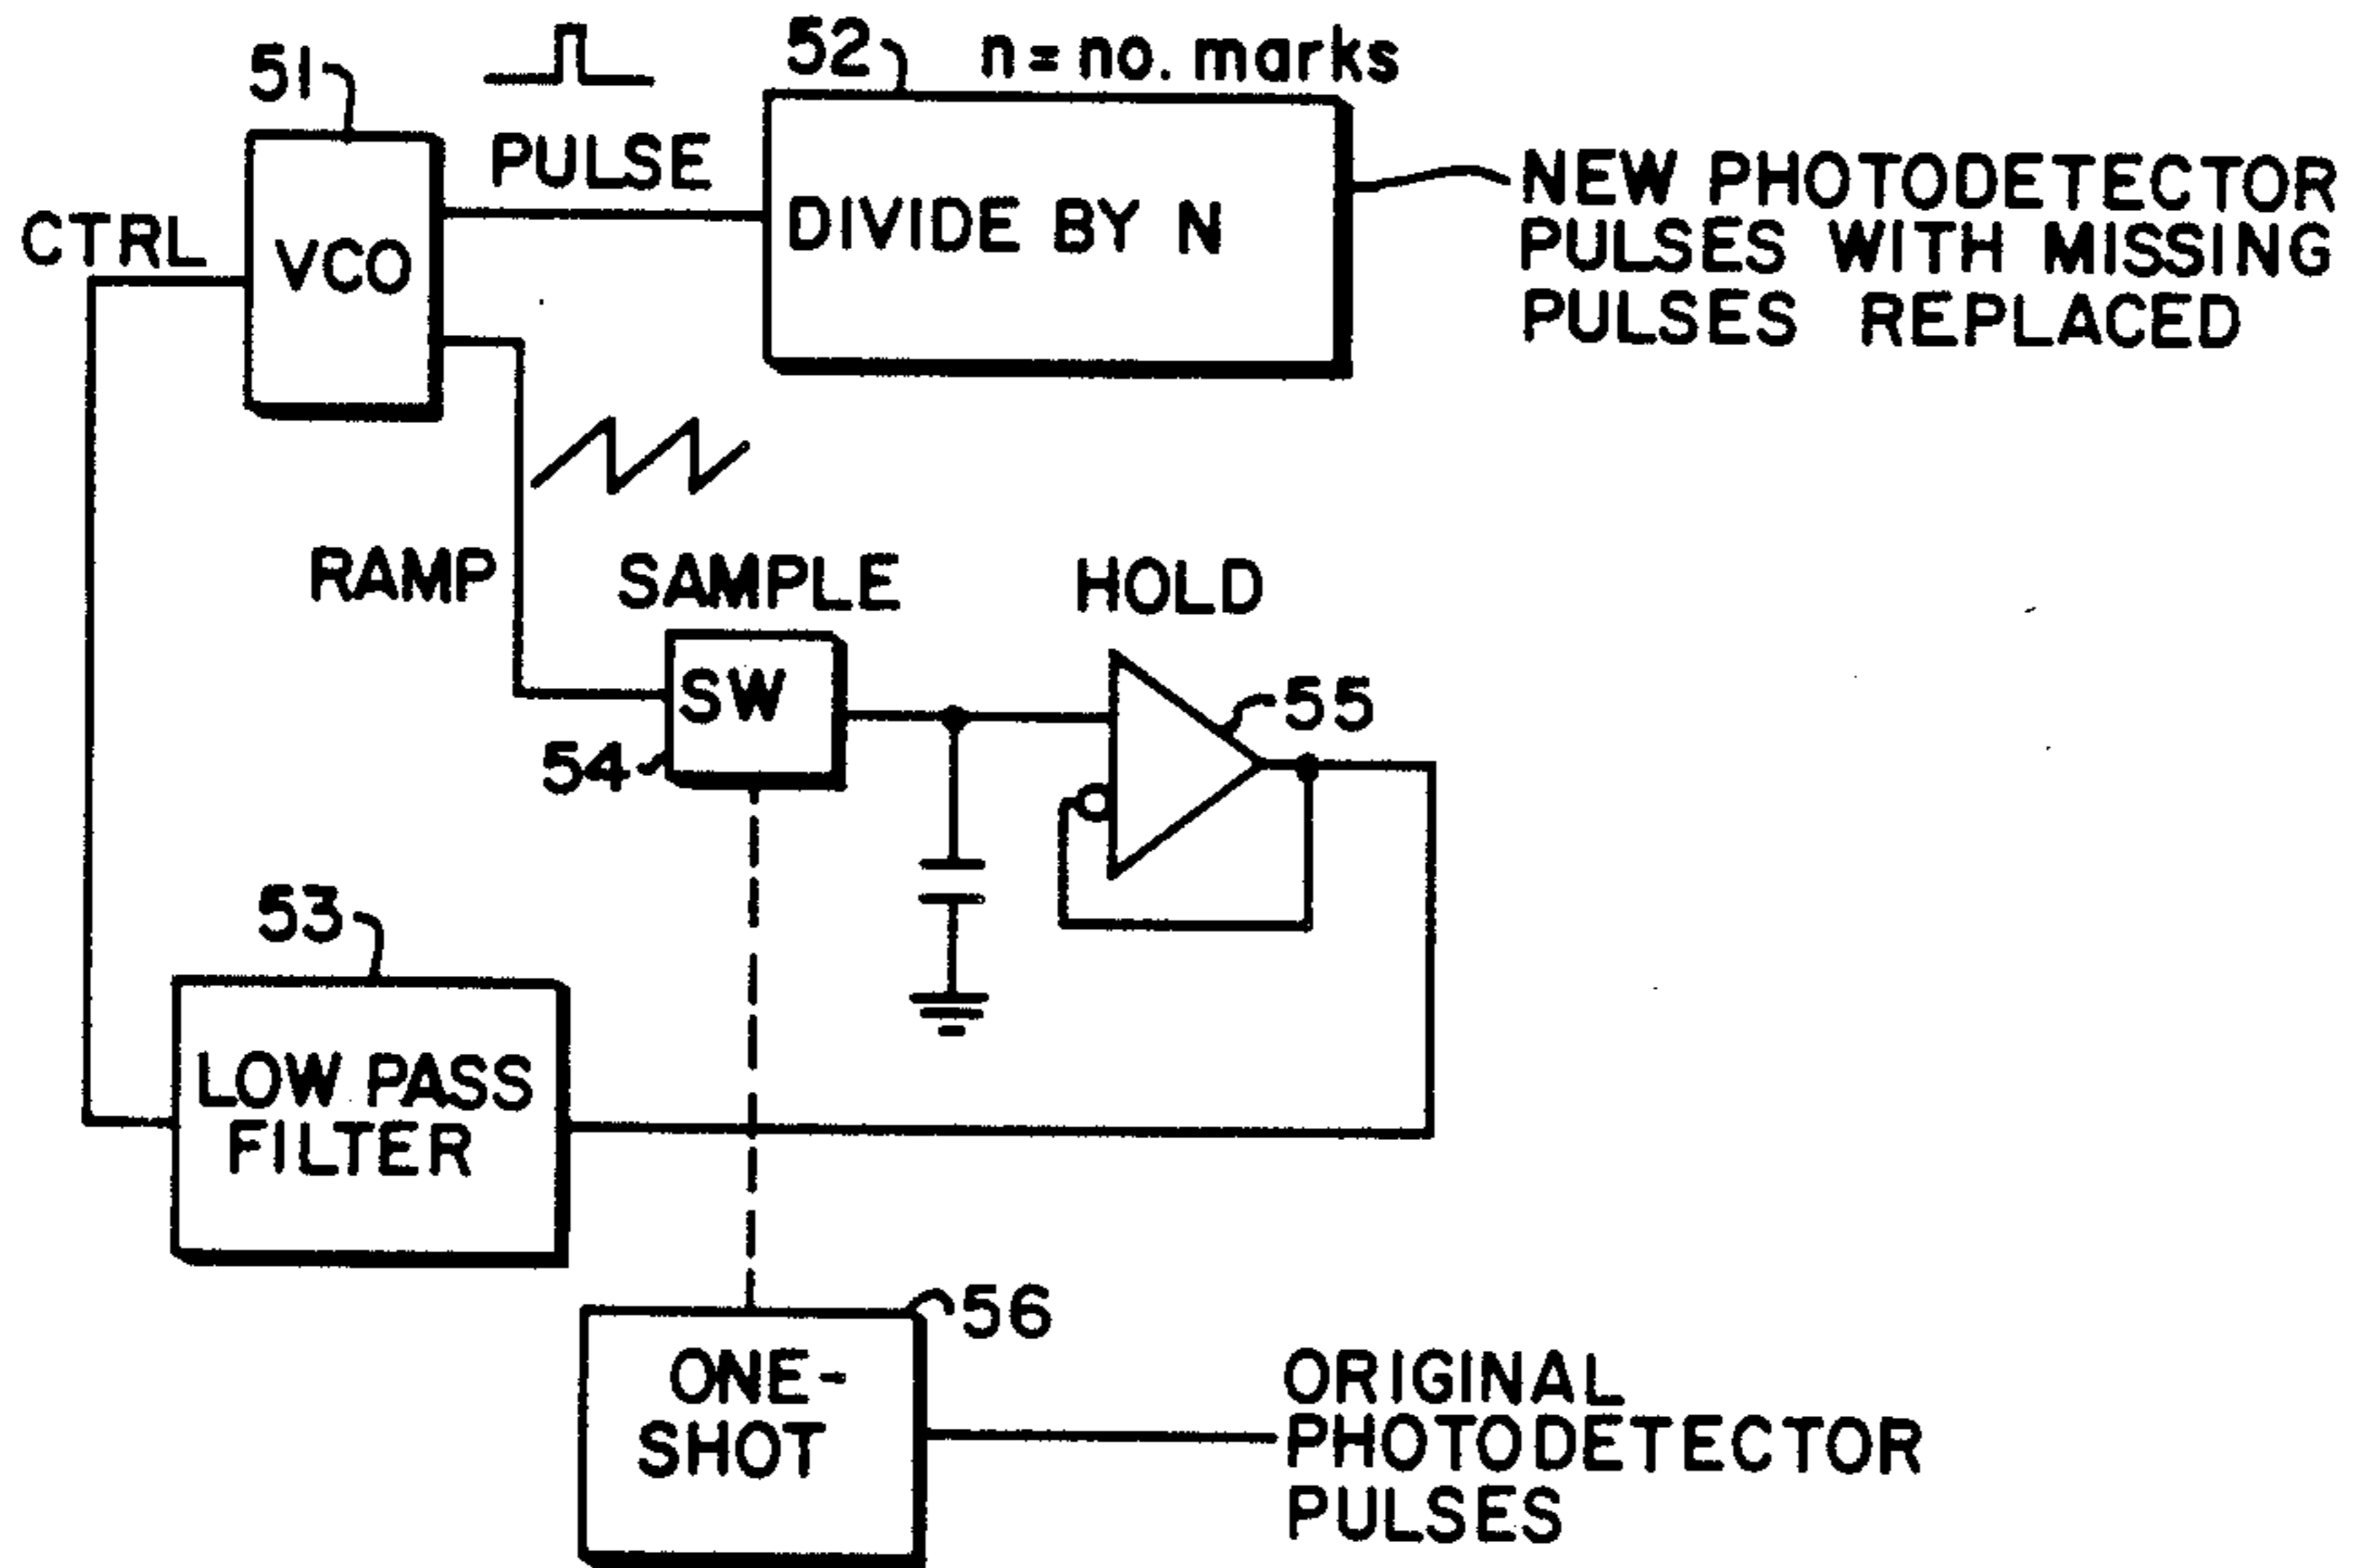 51
52
n = no. marks
PULSE
CTRL
VCO
DIVIDE BY N
NEW PHOTODETECTOR
PULSES WITH MISSING
PULSES REPLACED
RAMP
SAMPLE
HOLD
SW
54
55
53
LOW PASS
FILTER
56
ONE-
SHOT
ORIGINAL
PHOTODETECTOR
PULSES